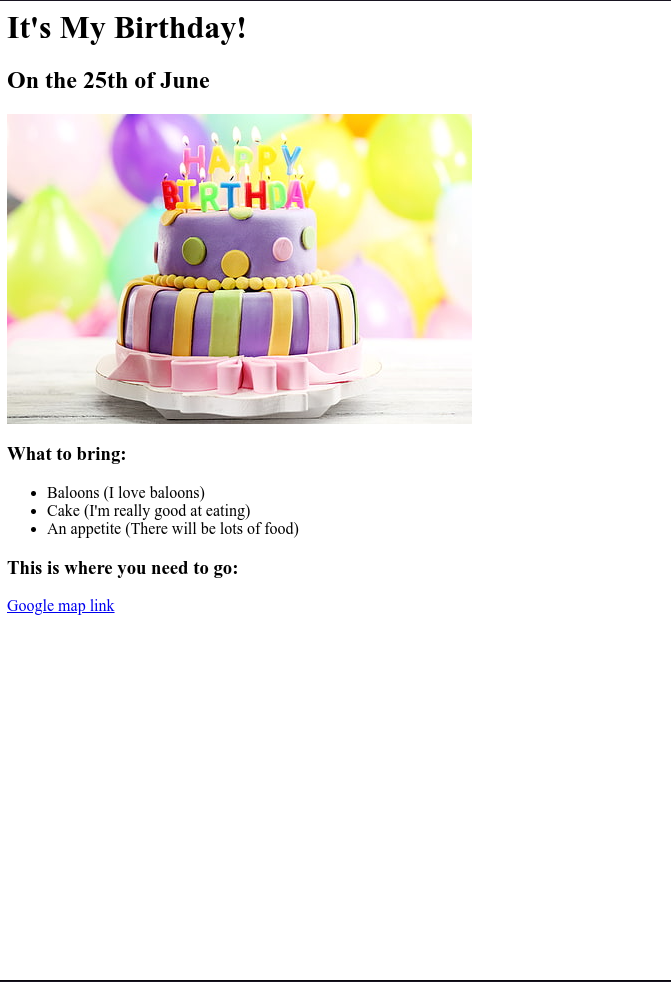 It's My Birthday!
On the 25th of June
HAPPY
BIRTHDAY
What to bring:
Baloons (I love baloons)
Cake (I'm really good at eating)
An appetite (There will be lots of food)
This is where you need to go:
Google map link